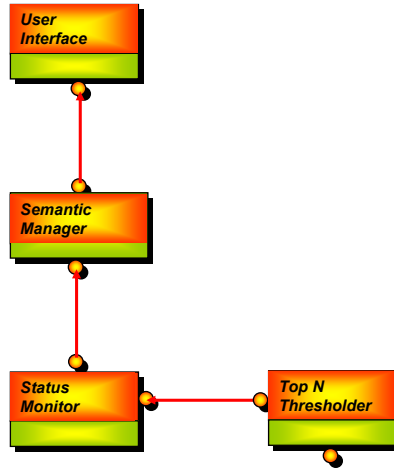 User
Interface
Semantic
Manager
Status
Monitor
Top N
Thresholder